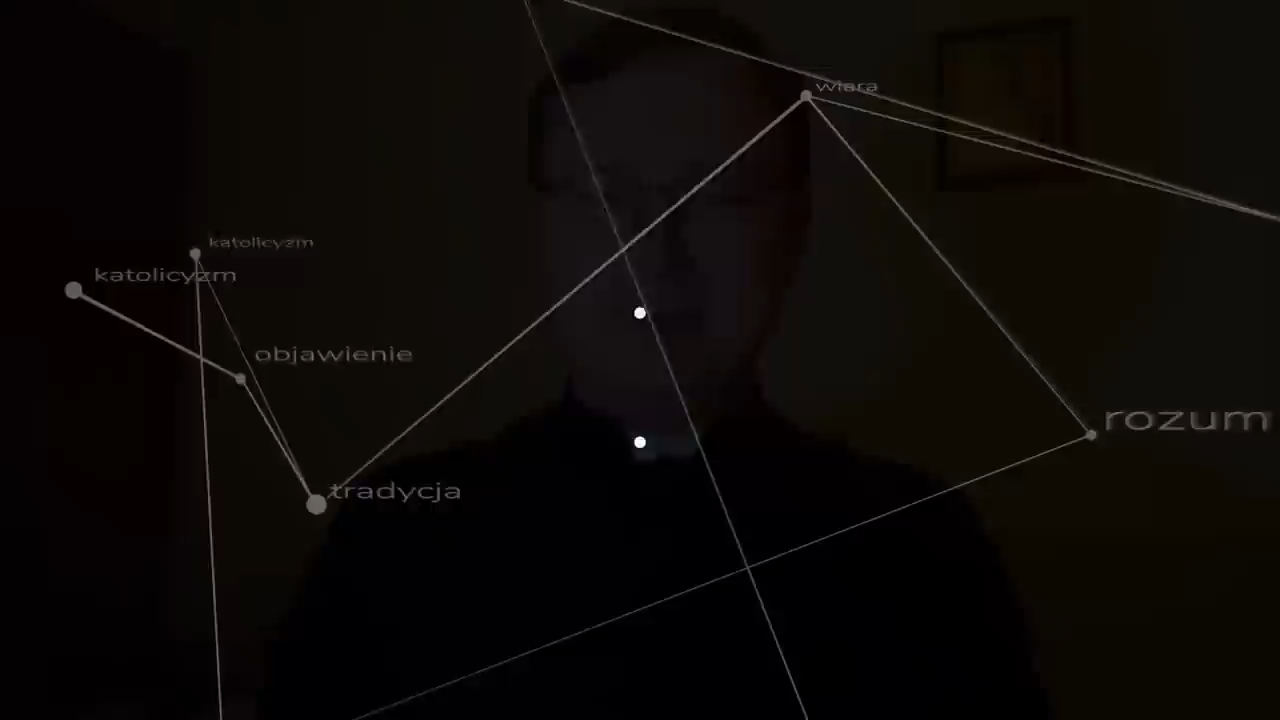 wiara
katolicyzm
katolicyzm
objawienie
rozum
tradycja